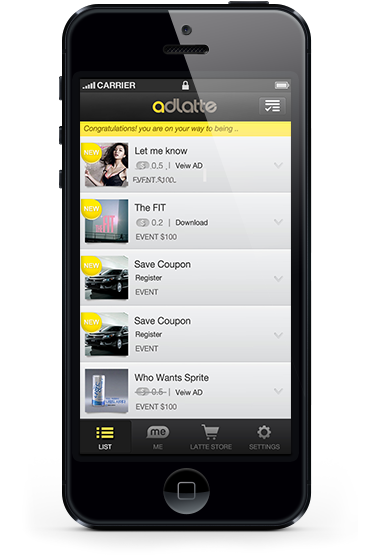 CARRIER
adlatte
Congratulations! you are on your way to being ..
NEW
Let me know
$ 0.5 | Veiw AD
EVENT $100
NEW
The FIT
$ 0.2 | Download
EVENT $100
NEW
Save Coupon
Register
EVENT
NEW
Save Coupon
Register
EVENT
Who Wants Sprite
$ 0.5 | Veiw AD
EVENT $100
LIST
me
ME
LATTE STORE
SETTINGS